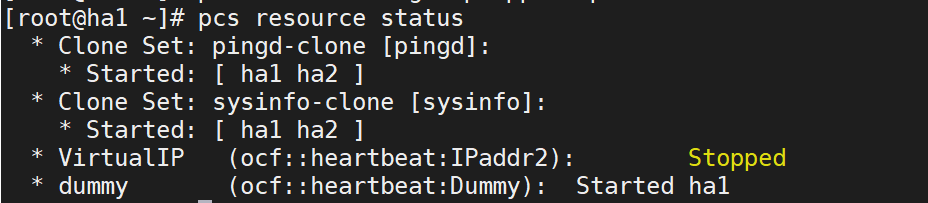 [root@ha1 ~]# pcs resource status
* Clone Set: pingd-clone [pingd]:
* Started: [ ha1 ha2 ]
* Clone Set: sysinfo-clone [sysinfo]:
* Started: [ ha1 ha2 ]
* VirtualIP (ocf::heartbeat:IPaddr2): Stopped
* dummy (ocf::heartbeat:Dummy): Started ha1